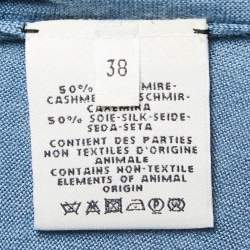 38
50% CACHEMIRE-
CASHMERE-KASCHMIR-
CAXEMIRA
50% SOIE-SILK-SEIDE-
SEDA-SETA
CONTIENT DES PARTIES
NON TEXTILES D'ORIGINE
ANIMALE
CONTAINS NON-TEXTILE
ELEMENTS OF ANIMAL
ORIGIN